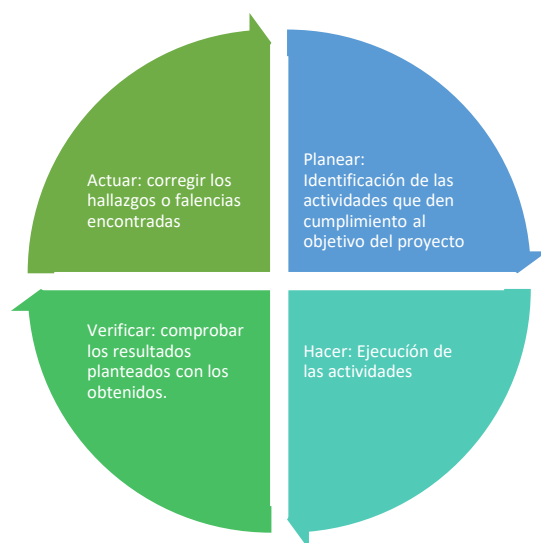 Planear:
Identificación de las
actividades que den
cumplimiento al
objetivo del proyecto
Hacer: Ejecucíón de
las actividades
Verificar: comprobar
los resultados
planteados con los
obtenidos.
Actuar: corregir los
hallazgos o falencias
encontradas